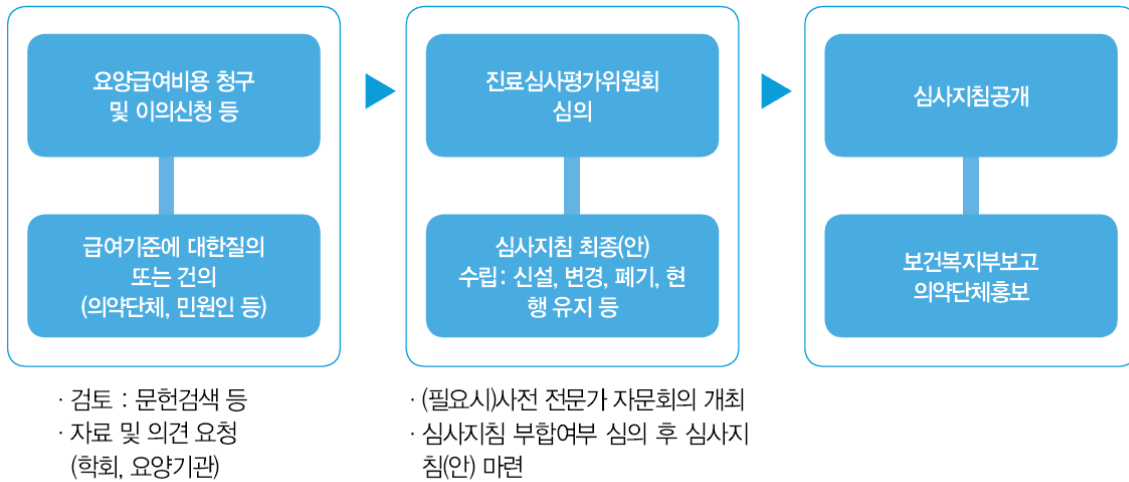 요양급여비용 청구
및 이의신청 등
급여기준에 대한질의
또는 건의
(의약단체, 민원인 등)
· 검토 : 문헌검색 등
· 자료 및 의견 요청
(학회, 요양기관)
진료심사평가위원회
심의
심사지침 최종(안)
수립: 신설, 변경, 폐기, 현
행 유지 등
· (필요시)사전 전문가 자문회의 개최
· 심사지침 부합여부 심의 후 심사지
침(안) 마련
심사지침공개
보건복지부보고
의약단체홍보